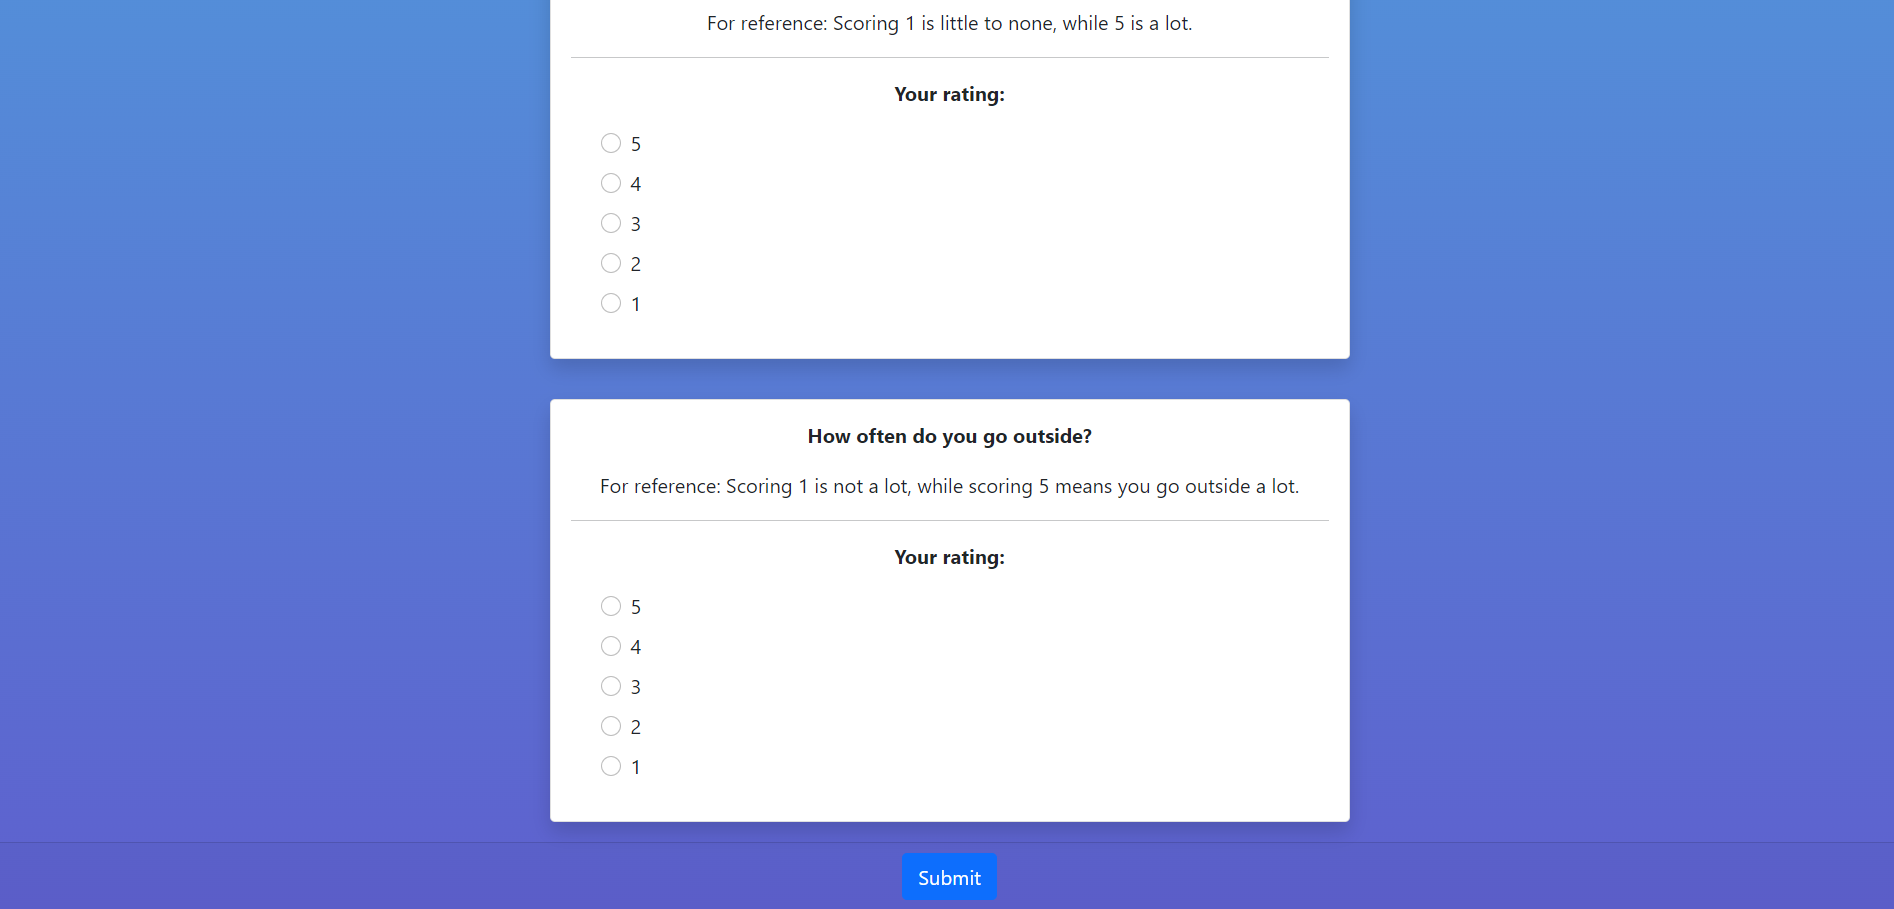 For reference: Scoring 1 is little to none, while 5 is a lot.
Your rating:
5
4
3
2
1
How often do you go outside?
For reference: Scoring 1 is not a lot, while scoring 5 means you go outside a lot.
Your rating:
5
4
3
2
1
Submit